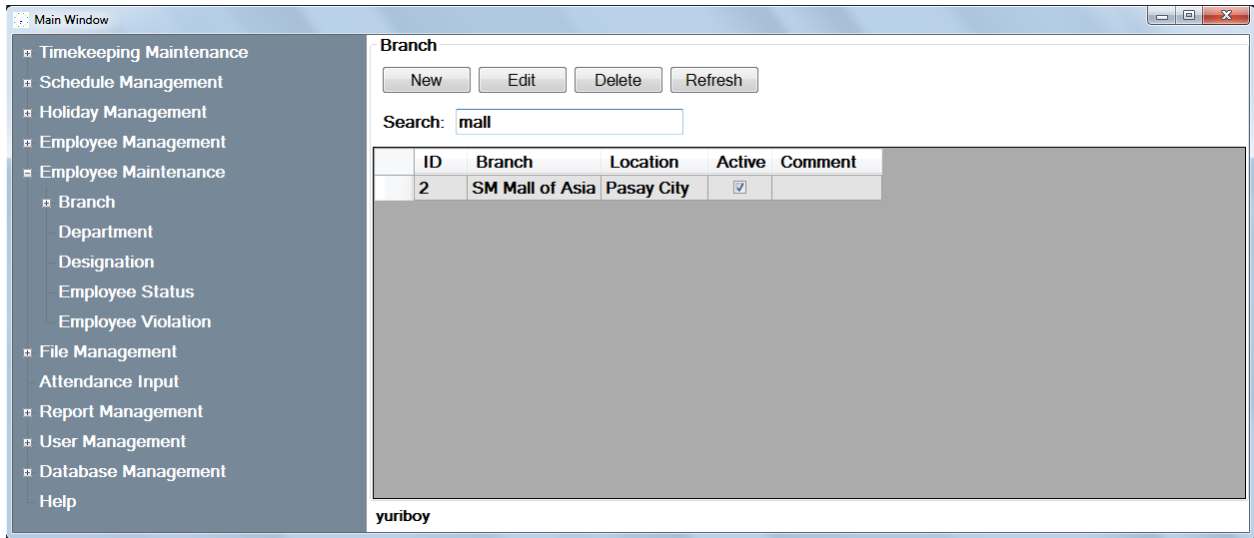 Main Window
Timekeeping Maintenance
Schedule Management
Holiday Management
Employee Management
Employee Maintenance
Branch
Department
Designation
Employee Status
Employee Violation
File Management
Attendance Input
Report Management
User Management
Database Management
Help
Branch
New Edit Delete Refresh
Search: mall
ID Branch Location Active Comment
2 SM Mall of Asia Pasay City
yuriboy